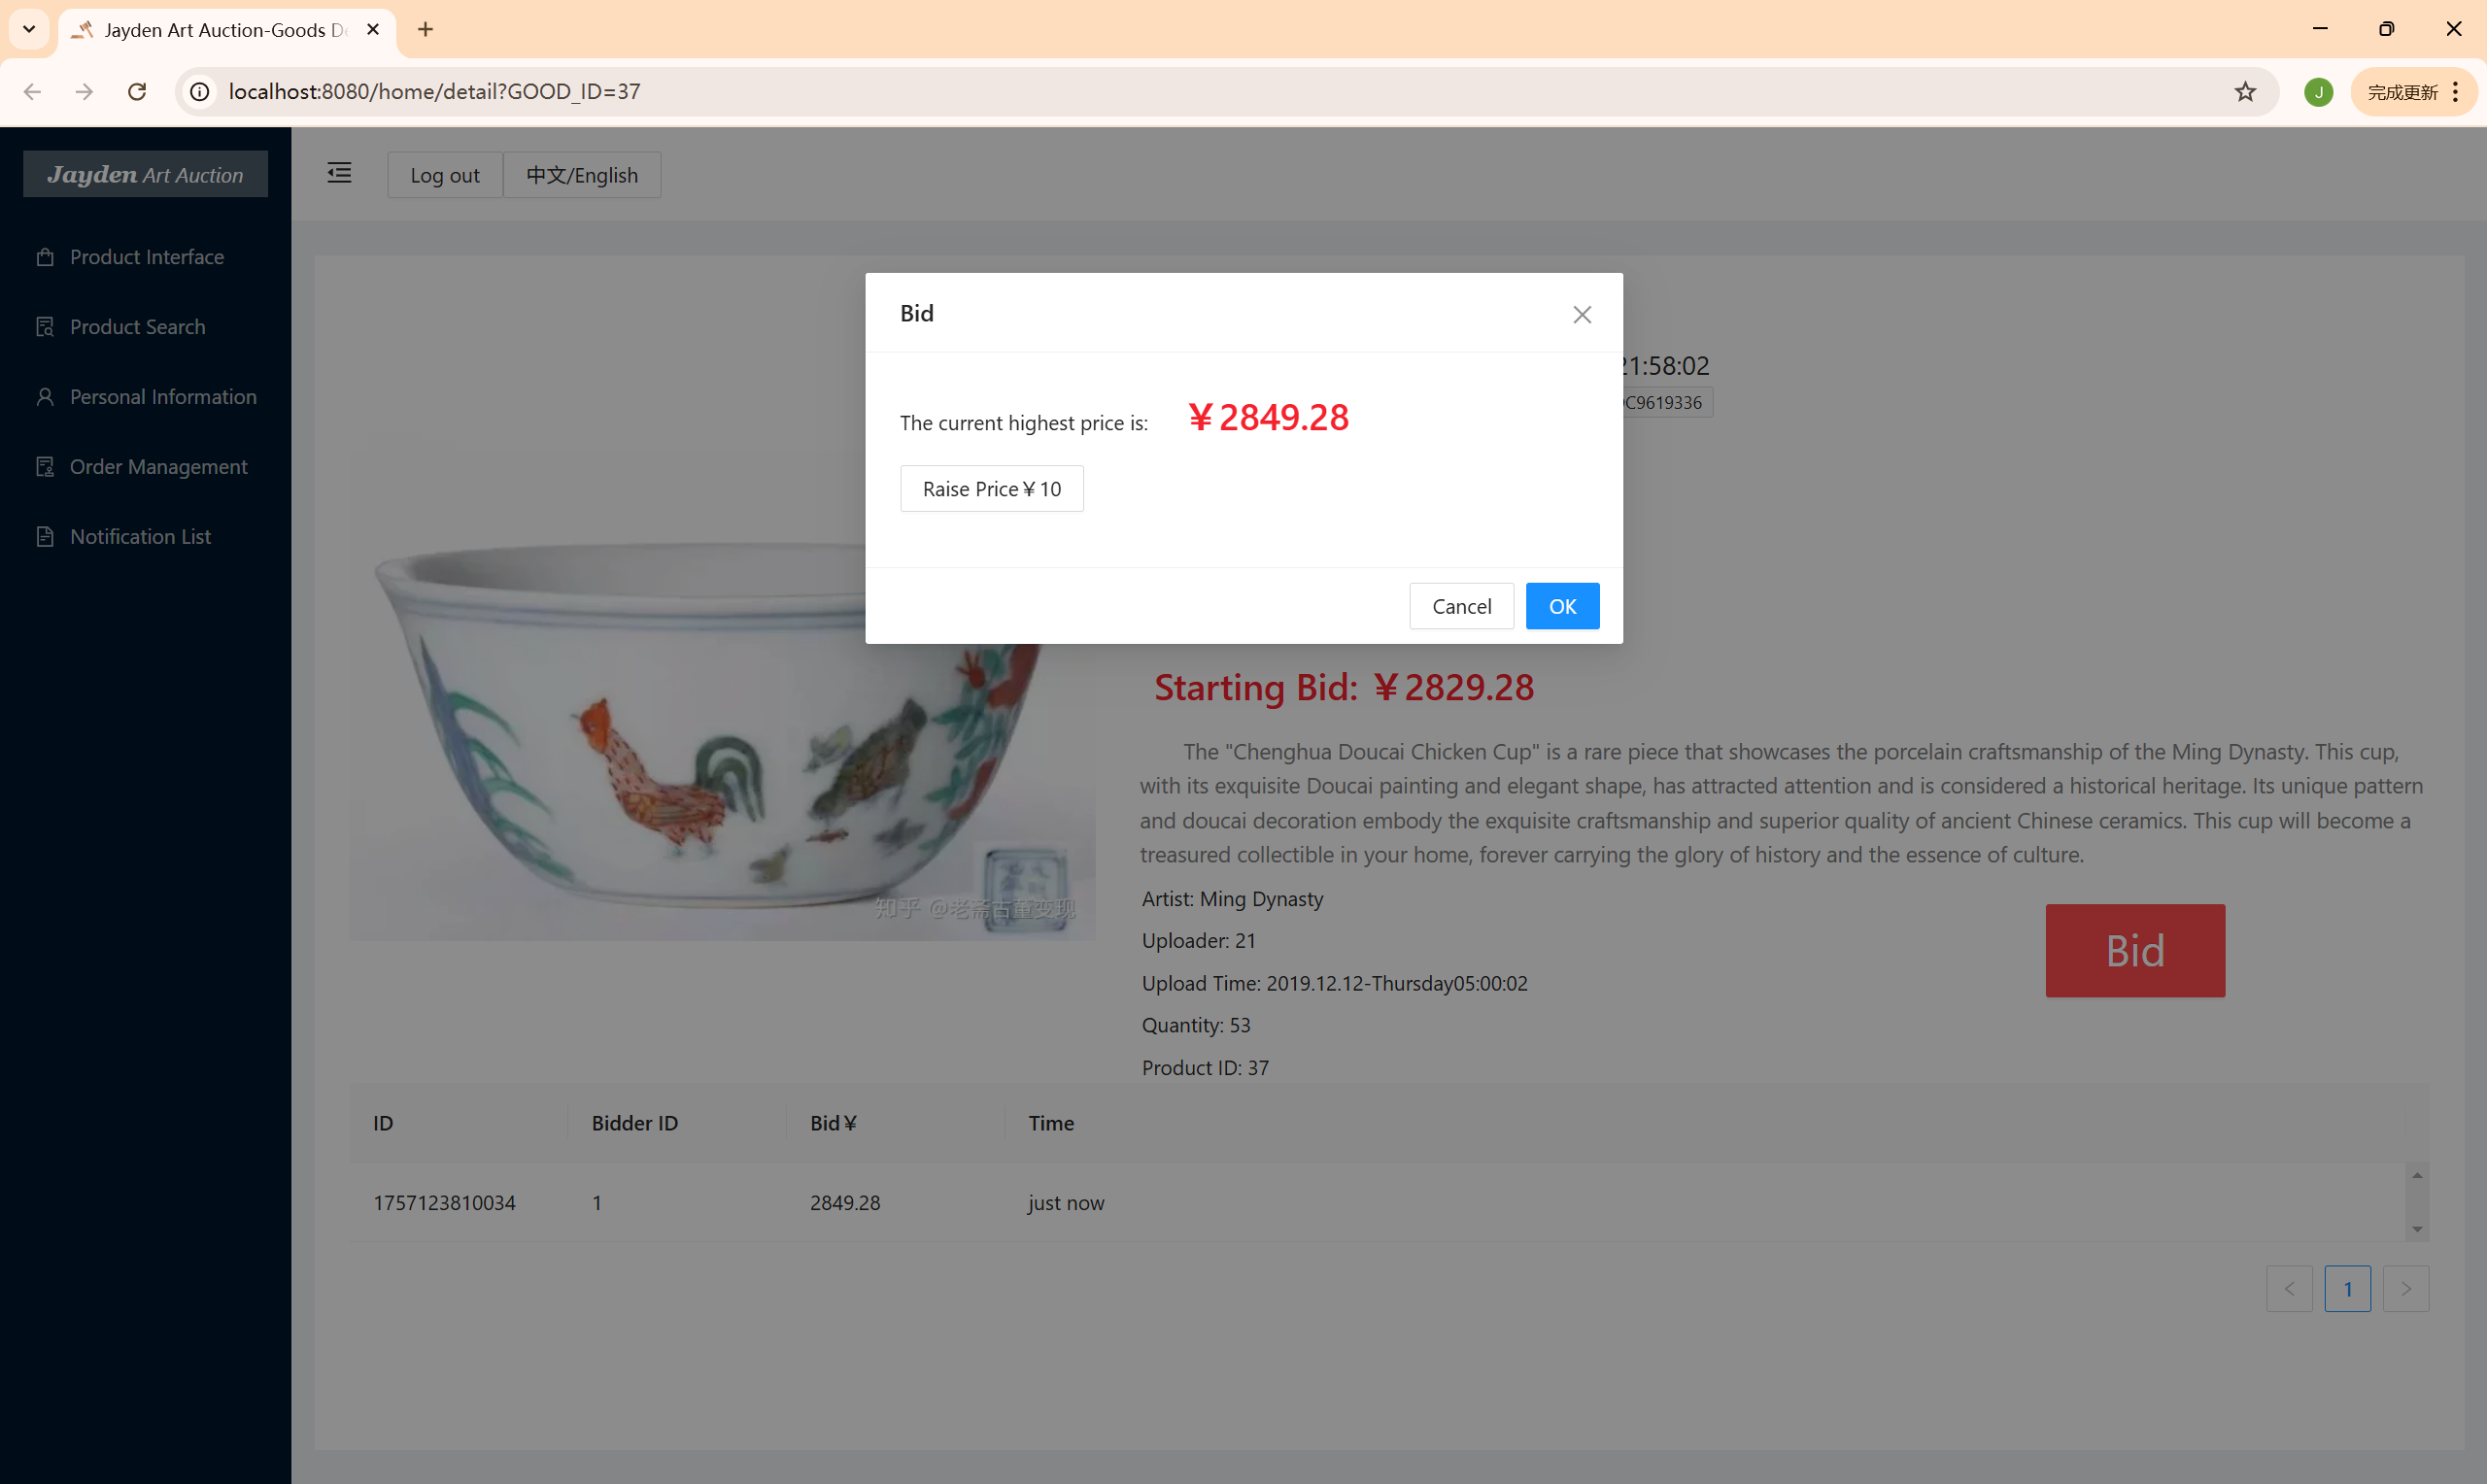 Jayden Art Auction-Goods De
localhost:8080/home/detail?GOOD_ID=37
J
完成更新
Jayden Art Auction
Log out
中文/English
Product Interface
Product Search
Personal Information
Order Management
Notification List
Bid
The current highest price is: ￥2849.28
Raise Price￥10
Cancel
OK
21:58:02
C9619336
Starting Bid: ￥2829.28
The "Chenghua Doucai Chicken Cup" is a rare piece that showcases the porcelain craftsmanship of the Ming Dynasty. This cup,
with its exquisite Doucai painting and elegant shape, has attracted attention and is considered a historical heritage. Its unique pattern
and doucai decoration embody the exquisite craftsmanship and superior quality of ancient Chinese ceramics. This cup will become a
treasured collectible in your home, forever carrying the glory of history and the essence of culture.
Artist: Ming Dynasty
Uploader: 21
Upload Time: 2019.12.12-Thursday05:00:02
Quantity: 53
Product ID: 37
Bid
知乎 @老斋古董变现
ID Bidder ID Bid￥ Time
1757123810034 1 2849.28 just now
1